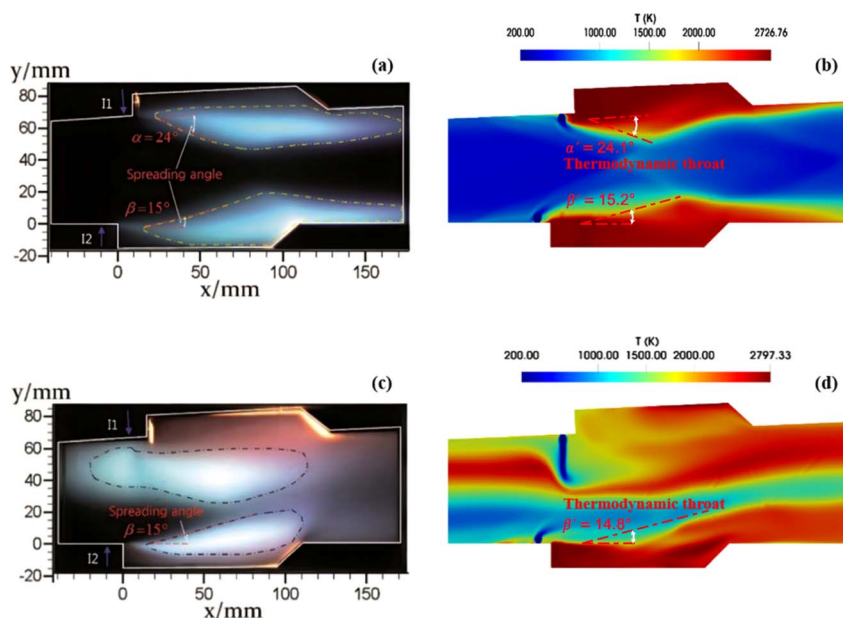 y/mm
(a)
80
60
40
20
0
-20
I1
α = 24°
Spreading angle
β = 15°
I2
0 50 100 150
x/mm
T (K)
200.00 1000.00 1500.00 2000.00 2726.76
(b)
α´ = 24.1°
Thermodynamic throat
β´ = 15.2°
y/mm
(c)
80
60
40
20
0
-20
I1
Spreading angle
β = 15°
I2
0 50 100 150
x/mm
T (K)
200.00 1000.00 1500.00 2000.00 2797.33
(d)
Thermodynamic throat
β´ = 14.8°